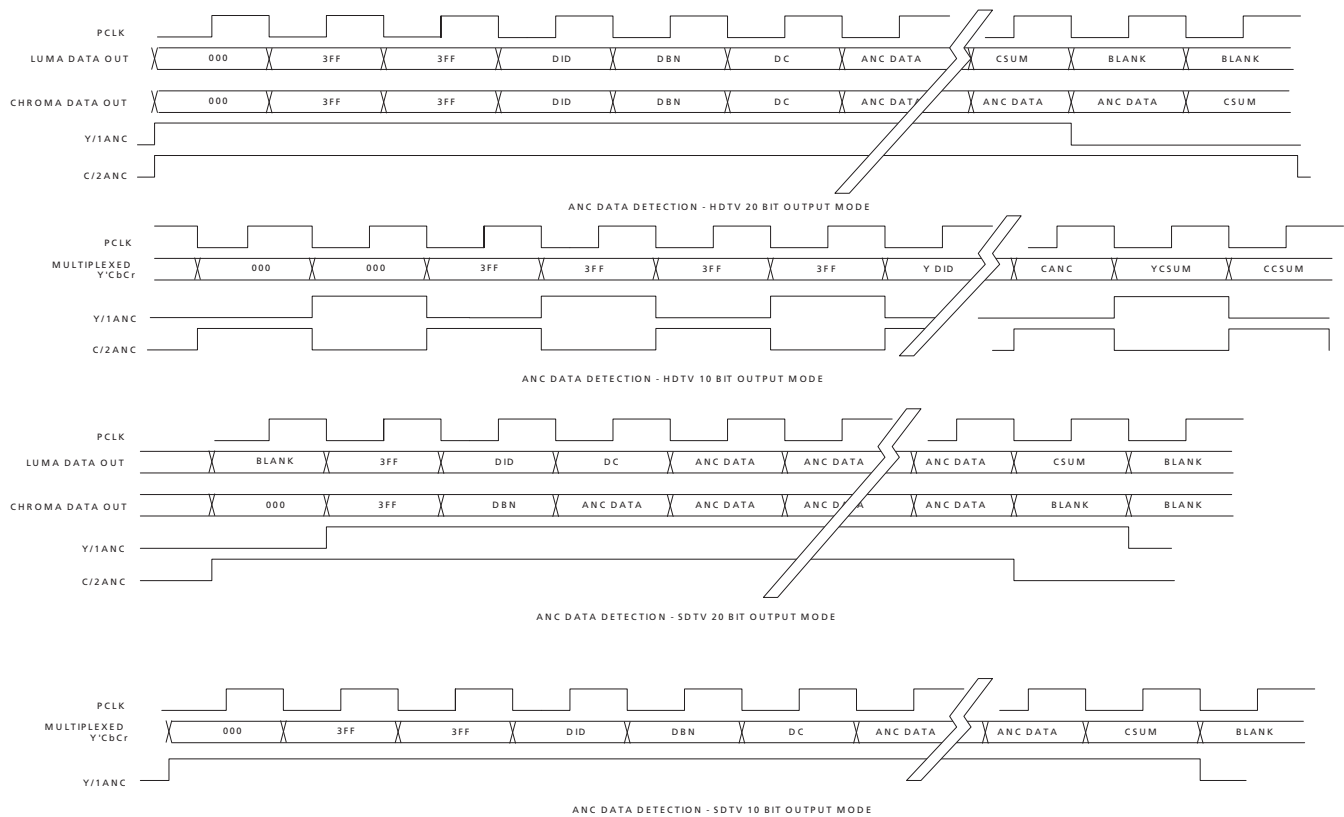 PCLK
LUMA DATA OUT 000 3FF 3FF DID DBN DC ANC DATA CSUM BLANK BLANK
CHROMA DATA OUT 000 3FF 3FF DID DBN DC ANC DATA ANC DATA ANC DATA CSUM
Y/1ANC
C/2ANC
ANC DATA DETECTION - HDTV 20 BIT OUTPUT MODE
PCLK
MULTIPLEXED
Y'CbCr 000 000 3FF 3FF 3FF 3FF Y DID CANC YCSUM CCSUM
Y/1ANC
C/2ANC
ANC DATA DETECTION - HDTV 10 BIT OUTPUT MODE
PCLK
LUMA DATA OUT BLANK 3FF DID DC ANC DATA ANC DATA ANC DATA CSUM BLANK
CHROMA DATA OUT 000 3FF DBN ANC DATA ANC DATA ANC DATA ANC DATA BLANK BLANK
Y/1ANC
C/2ANC
ANC DATA DETECTION - SDTV 20 BIT OUTPUT MODE
PCLK
MULTIPLEXED
Y'CbCr 000 3FF 3FF DID DBN DC ANC DATA ANC DATA CSUM BLANK
Y/1ANC
ANC DATA DETECTION - SDTV 10 BIT OUTPUT MODE